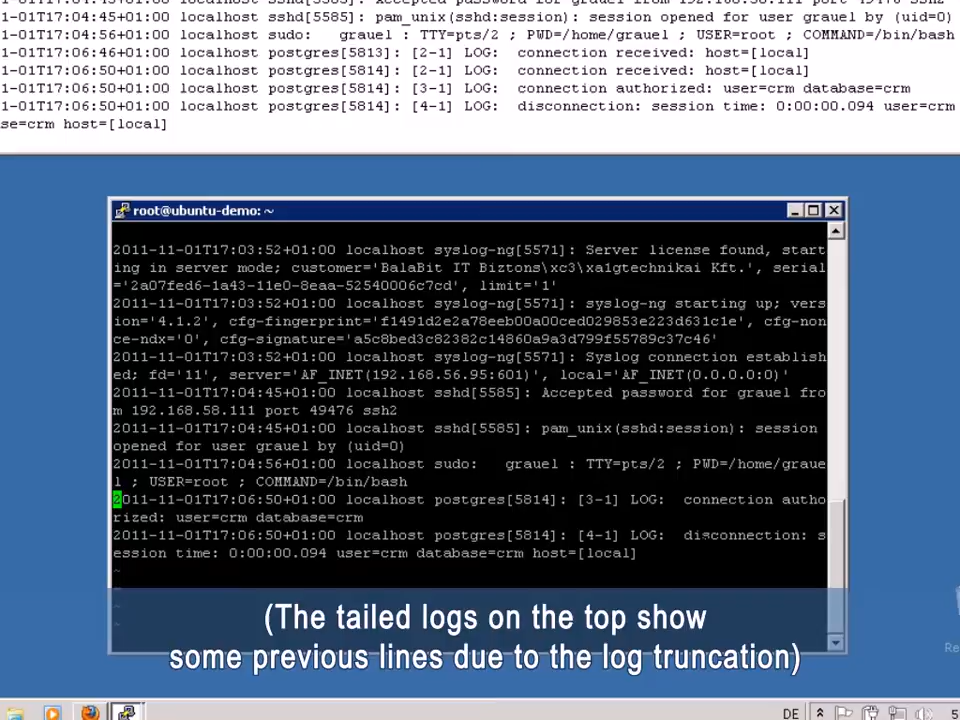 1-01T17:04:45+01:00 localhost sshd[5585]: pam_unix(sshd:session): session opened for user grauel by (uid=0)
1-01T17:04:56+01:00 localhost sudo:   grauel : TTY=pts/2 ; PWD=/home/grauel ; USER=root ; COMMAND=/bin/bash
1-01T17:06:46+01:00 localhost postgres[5813]: [2-1] LOG:  connection received: host=[local]
1-01T17:06:50+01:00 localhost postgres[5814]: [2-1] LOG:  connection received: host=[local]
1-01T17:06:50+01:00 localhost postgres[5814]: [3-1] LOG:  connection authorized: user=crm database=crm
1-01T17:06:50+01:00 localhost postgres[5814]: [4-1] LOG:  disconnection: session time: 0:00:00.094 user=crm
se=crm host=[local]
root@ubuntu-demo: ~
2011-11-01T17:03:52+01:00 localhost syslog-ng[5571]: Server license found, start
ing in server mode; customer='BalaBit IT Biztons\xc3\xa1gtechnikai Kft.', serial
='2a07fed6-1a43-11e0-8eaa-52540006c7cd', limit='1'
2011-11-01T17:03:52+01:00 localhost syslog-ng[5571]: syslog-ng starting up; vers
ion='4.1.2', cfg-fingerprint='f1491d2e2a78eeb00a00ced029853e223d631c1e', cfg-non
ce-ndx='0', cfg-signature='a5c8bed3c82382c14860a9a3d799f55789c37c46'
2011-11-01T17:03:52+01:00 localhost syslog-ng[5571]: Syslog connection establish
ed; fd='11', server='AF_INET(192.168.56.95:601)', local='AF_INET(0.0.0.0:0)'
2011-11-01T17:04:45+01:00 localhost sshd[5585]: Accepted password for grauel fro
m 192.168.58.111 port 49476 ssh2
2011-11-01T17:04:45+01:00 localhost sshd[5585]: pam_unix(sshd:session): session
opened for user grauel by (uid=0)
2011-11-01T17:04:56+01:00 localhost sudo:   grauel : TTY=pts/2 ; PWD=/home/graue
l ; USER=root ; COMMAND=/bin/bash
2011-11-01T17:06:50+01:00 localhost postgres[5814]: [3-1] LOG:  connection autho
rized: user=crm database=crm
2011-11-01T17:06:50+01:00 localhost postgres[5814]: [4-1] LOG:  disconnection: s
ession time: 0:00:00.094 user=crm database=crm host=[local]
~
~
~
(The tailed logs on the top show
some previous lines due to the log truncation)
Re
DE
5